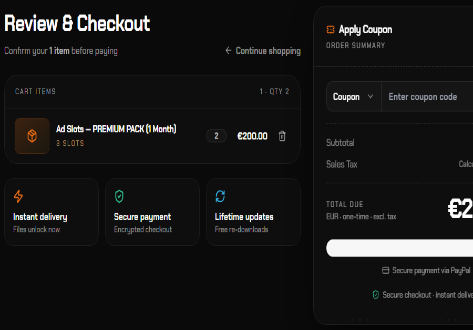 Review & Checkout
Confirm your 1 item before paying
← Continue shopping
CART ITEMS
1 · QTY 2
Ad Slots — PREMIUM PACK (1 Month)
3 SLOTS
2
€200.00
Instant delivery
Files unlock now
Secure payment
Encrypted checkout
Lifetime updates
Free re-downloads
Apply Coupon
ORDER SUMMARY
Coupon
Enter coupon code
Subtotal
Sales Tax
Calc
TOTAL DUE
EUR · one-time · excl. tax
€2
Secure payment via PayPal
Secure checkout · instant delive